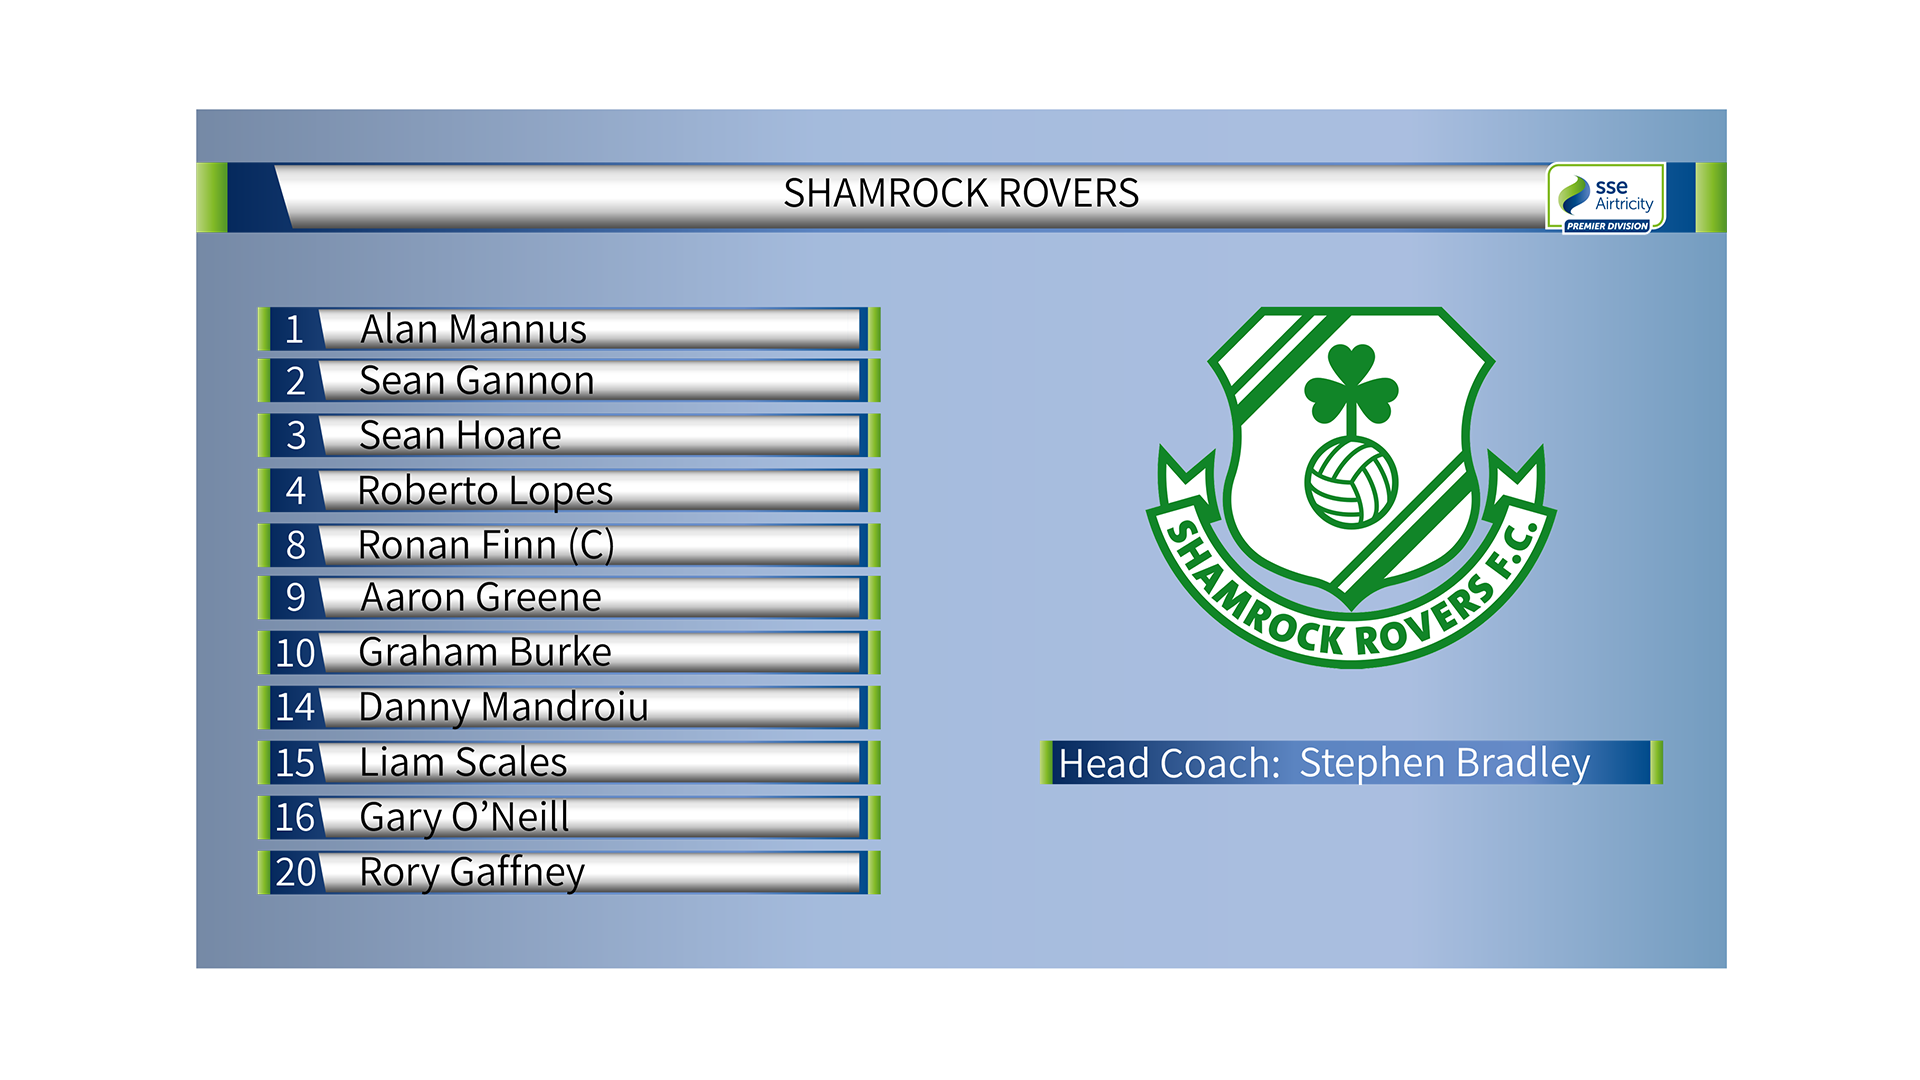 SHAMROCK ROVERS
sse
Airtricity
PREMIER DIVISION
1 Alan Mannus
2 Sean Gannon
3 Sean Hoare
4 Roberto Lopes
8 Ronan Finn (C)
9 Aaron Greene
10 Graham Burke
14 Danny Mandroiu
15 Liam Scales
16 Gary O’Neill
20 Rory Gaffney
SHAMROCK ROVERS F.C.
Head Coach: Stephen Bradley